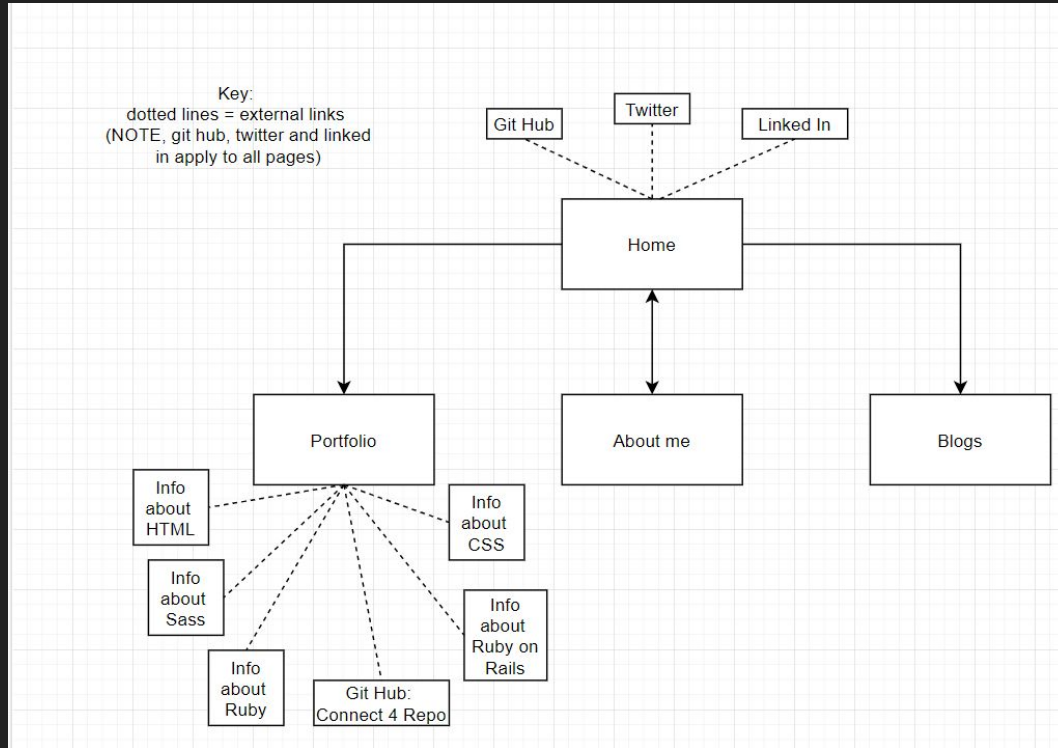 Key:
dotted lines = external links
(NOTE, git hub, twitter and linked
in apply to all pages)
Git Hub
Twitter
Linked In
Home
Portfolio
About me
Blogs
Info
about
HTML
Info
about
CSS
Info
about
Sass
Info
about
Ruby on
Rails
Info
about
Ruby
Git Hub:
Connect 4 Repo